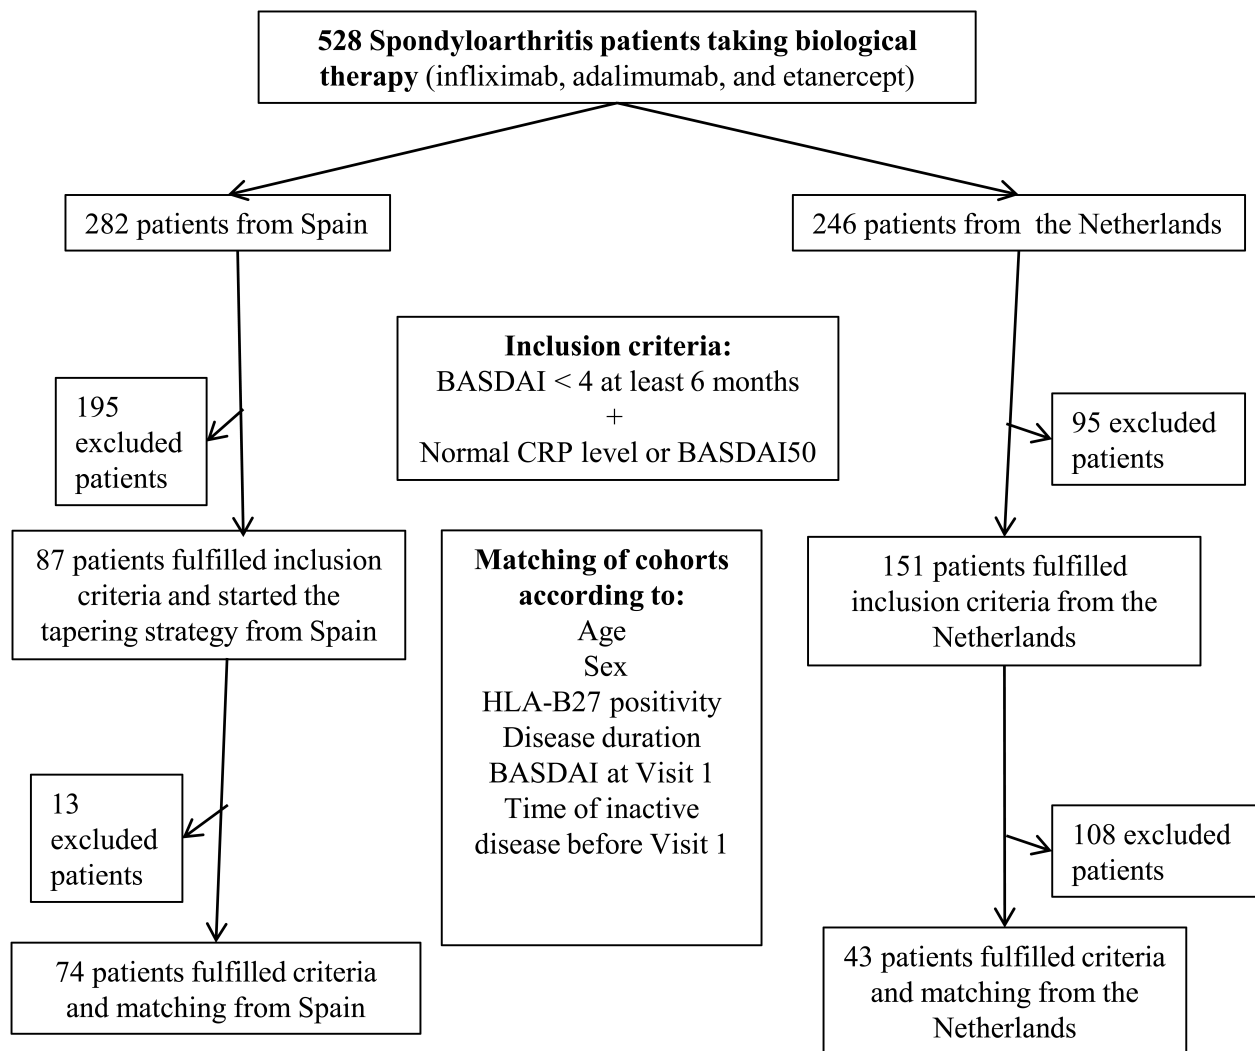 528 Spondyloarthritis patients taking biological
therapy (infliximab, adalimumab, and etanercept)
282 patients from Spain
246 patients from the Netherlands
Inclusion criteria:
BASDAI < 4 at least 6 months
+
Normal CRP level or BASDAI50
195
excluded
patients
95 excluded
patients
87 patients fulfilled inclusion
criteria and started the
tapering strategy from Spain
Matching of cohorts
according to:
Age
Sex
HLA-B27 positivity
Disease duration
BASDAI at Visit 1
Time of inactive
disease before Visit 1
151 patients fulfilled
inclusion criteria from the
Netherlands
13
excluded
patients
108 excluded
patients
74 patients fulfilled criteria
and matching from Spain
43 patients fulfilled criteria
and matching from the
Netherlands